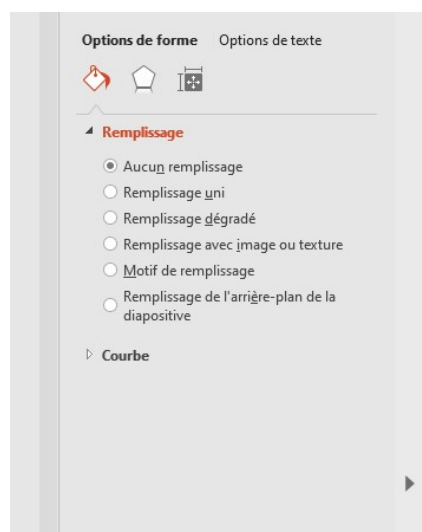 Options de forme Options de texte
Remplissage
Aucun remplissage
Remplissage uni
Remplissage dégradé
Remplissage avec image ou texture
Motif de remplissage
Remplissage de l'arrière-plan de la
diapositive
Courbe